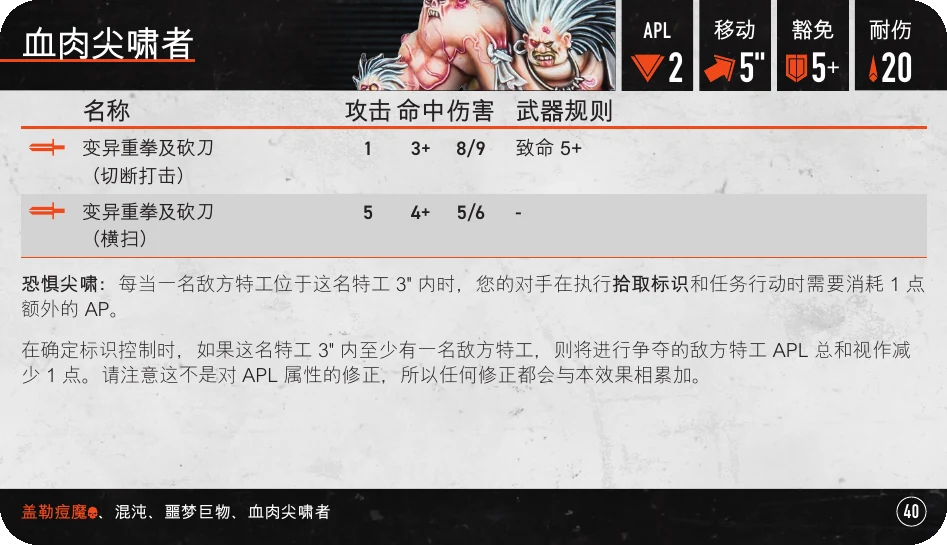 血肉尖啸者
APL 移动 豁免 耐伤
2 5" 5+ 20
名称 攻击 命中 伤害 武器规则
变异重拳及砍刀 1 3+ 8/9 致命 5+
（切断打击）
变异重拳及砍刀 5 4+ 5/6 -
（横扫）
恐惧尖啸：每当一名敌方特工位于这名特工 3" 内时，您的对手在执行拾取标识和任务行动时需要消耗 1 点
额外的 AP。
在确定标识控制时，如果这名特工 3" 内至少有一名敌方特工，则将进行争夺的敌方特工 APL 总和视作减
少 1 点。请注意这不是对 APL 属性的修正，所以任何修正都会与本效果相累加。
盖勒痘魔、混沌、噩梦巨物、血肉尖啸者 40